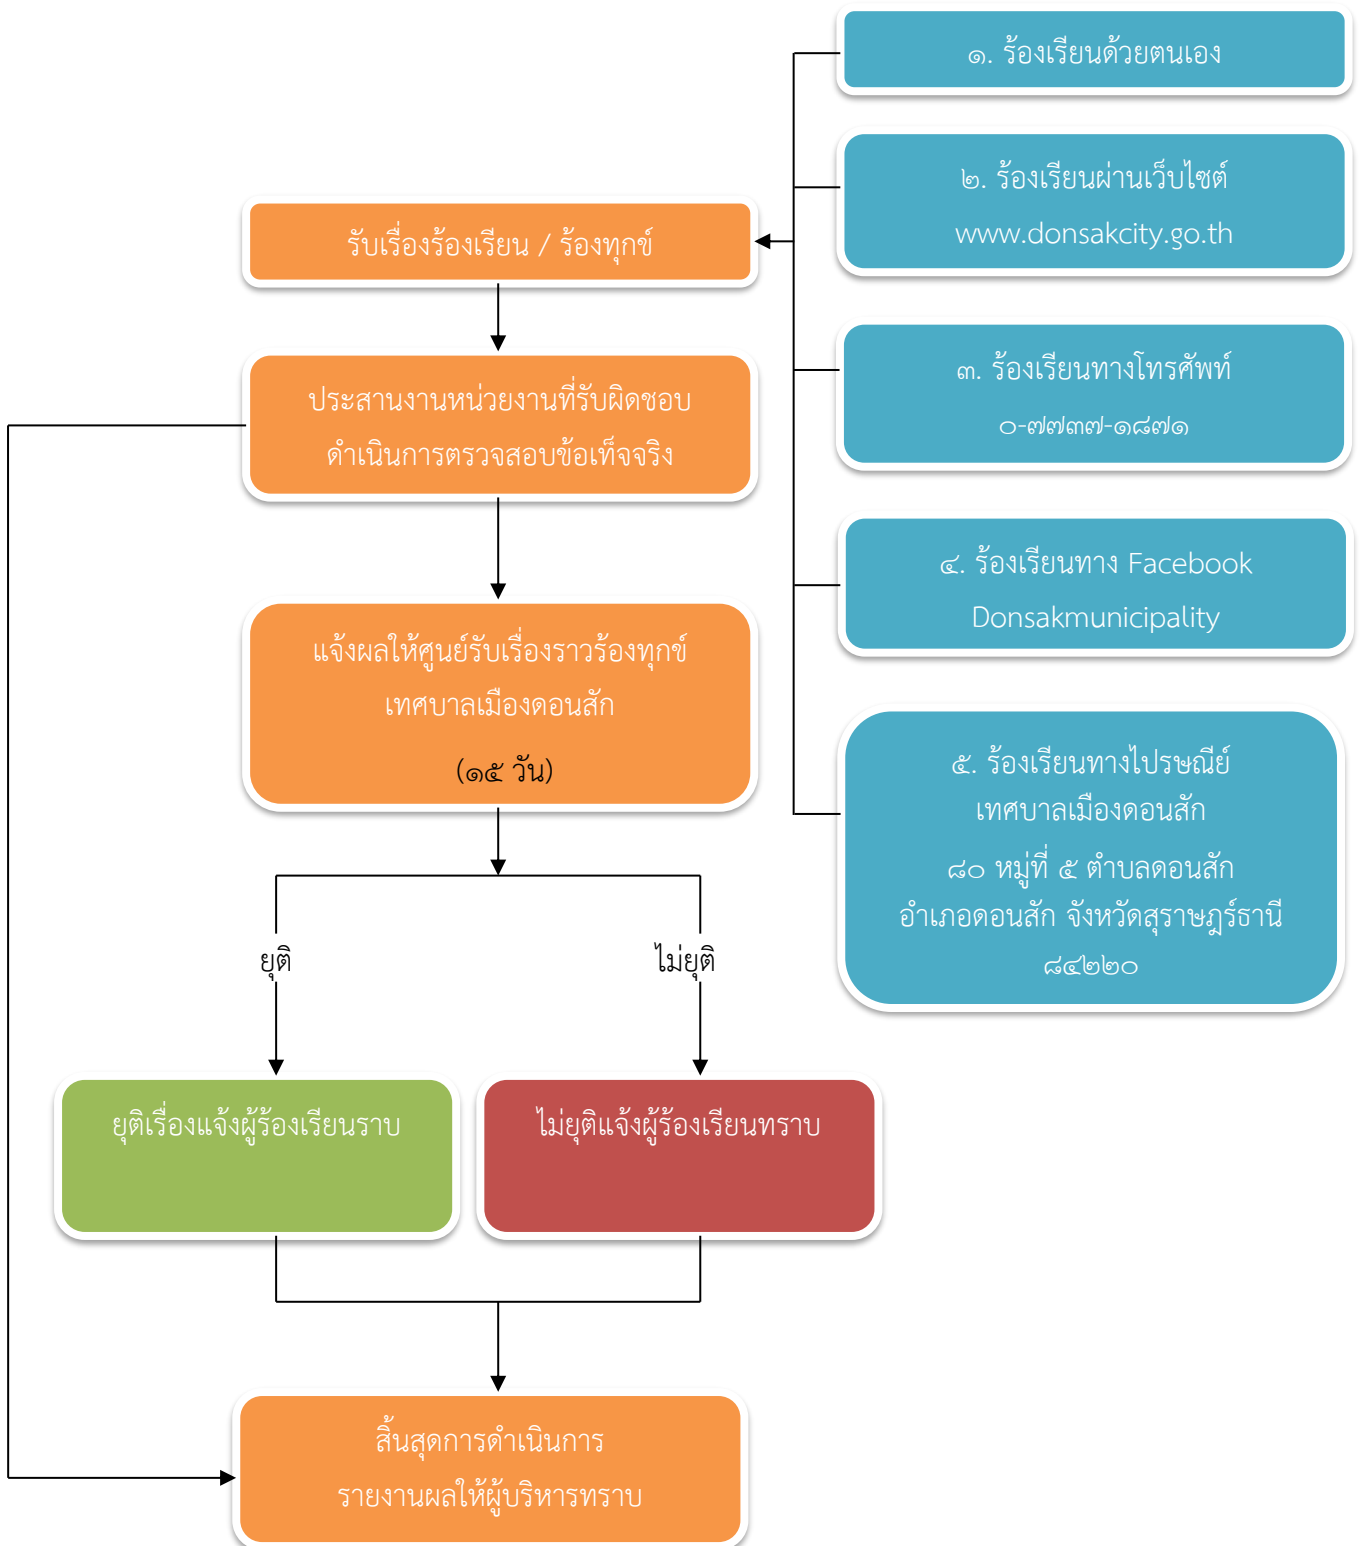 ๑. ร้องเรียนด้วยตนเอง
๒. ร้องเรียนผ่านเว็บไซต์
www.donsakcity.go.th
๓. ร้องเรียนทางโทรศัพท์
๐-๗๗๓๗-๑๘๗๑
๔. ร้องเรียนทาง Facebook
Donsakmunicipality
๕. ร้องเรียนทางไปรษณีย์
เทศบาลเมืองดอนสัก
๘๐ หมู่ที่ ๕ ตำบลดอนสัก
อำเภอดอนสัก จังหวัดสุราษฎร์ธานี
๘๔๒๒๐
รับเรื่องร้องเรียน / ร้องทุกข์
ประสานงานหน่วยงานที่รับผิดชอบ
ดำเนินการตรวจสอบข้อเท็จจริง
แจ้งผลให้ศูนย์รับเรื่องราวร้องทุกข์
เทศบาลเมืองดอนสัก
(๑๕ วัน)
ยุติ
ไม่ยุติ
ยุติเรื่องแจ้งผู้ร้องเรียนราบ
ไม่ยุติแจ้งผู้ร้องเรียนทราบ
สิ้นสุดการดำเนินการ
รายงานผลให้ผู้บริหารทราบ